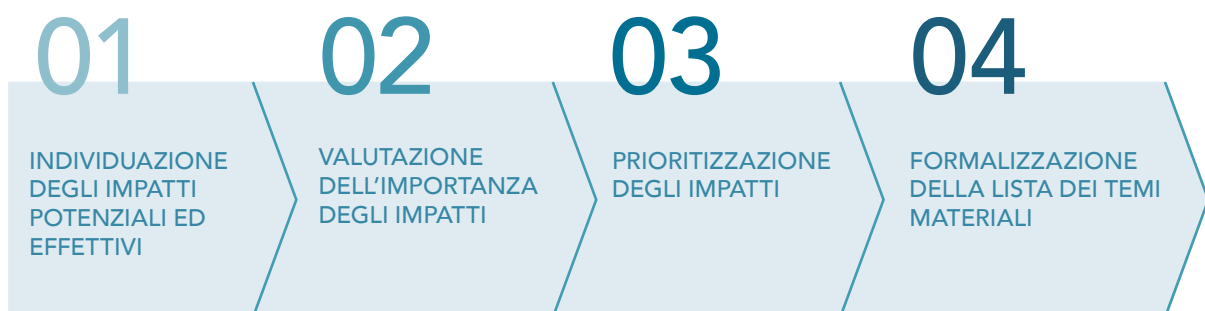 01
INDIVIDUAZIONE
DEGLI IMPATTI
POTENZIALI ED
EFFETTIVI
02
VALUTAZIONE
DELL’IMPORTANZA
DEGLI IMPATTI
03
PRIORITIZZAZIONE
DEGLI IMPATTI
04
FORMALIZZAZIONE
DELLA LISTA DEI TEMI
MATERIALI